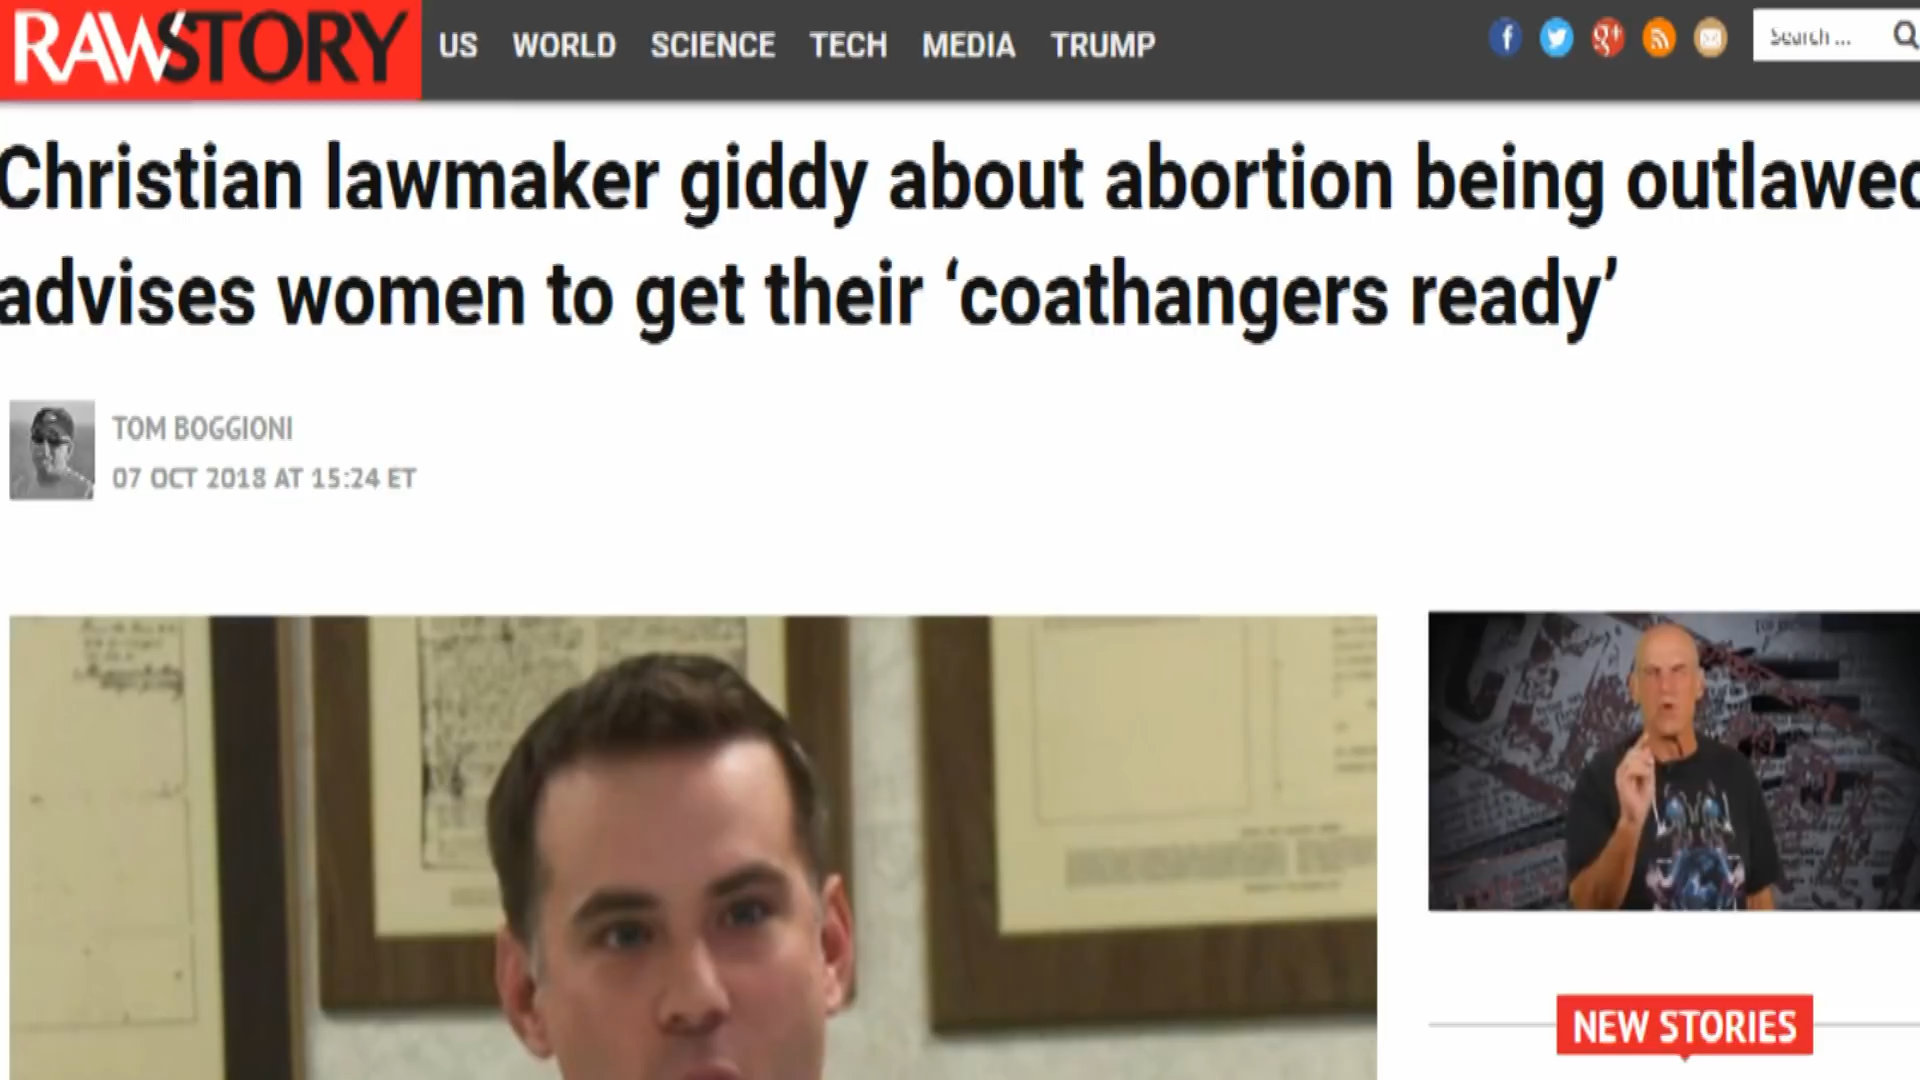 RAWSTORY US WORLD SCIENCE TECH MEDIA TRUMP Search ...
Christian lawmaker giddy about abortion being outlawed
advises women to get their ‘coathangers ready’
TOM BOGGIONI
07 OCT 2018 AT 15:24 ET
NEW STORIES